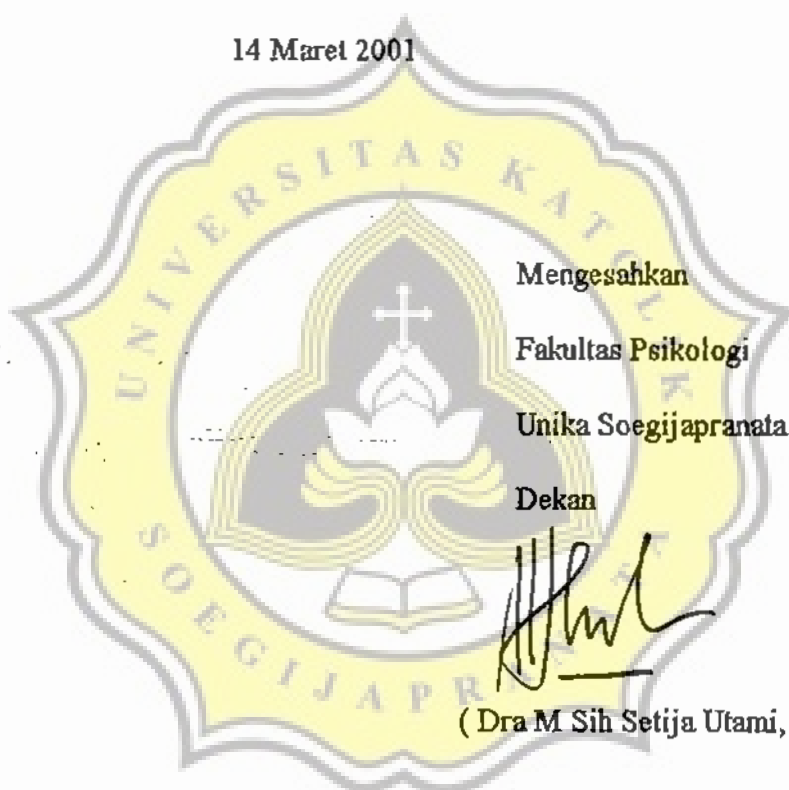 14 Maret 2001
UNIVERSITAS KATOLIK
Mengesahkan
Fakultas Psikologi
Unika Soegijapranata
Dekan
SOEGIJAPRANATA
( Dra M Sih Setija Utami,